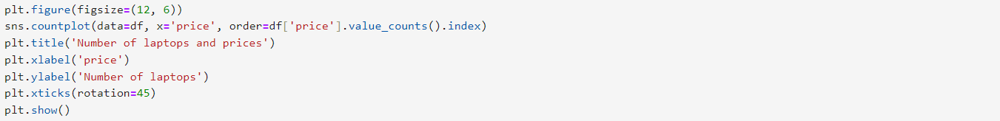 plt.figure(figsize=(12, 6))
sns.countplot(data=df, x='price', order=df['price'].value_counts().index)
plt.title('Number of laptops and prices')
plt.xlabel('price')
plt.ylabel('Number of laptops')
plt.xticks(rotation=45)
plt.show()